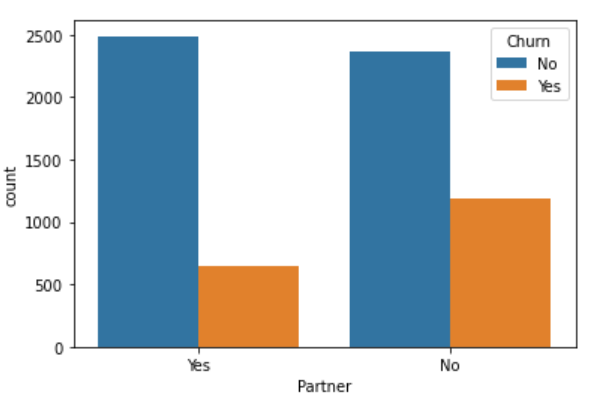 2500
2000
1500
1000
500
0
count
Churn
No
Yes
Yes
No
Partner